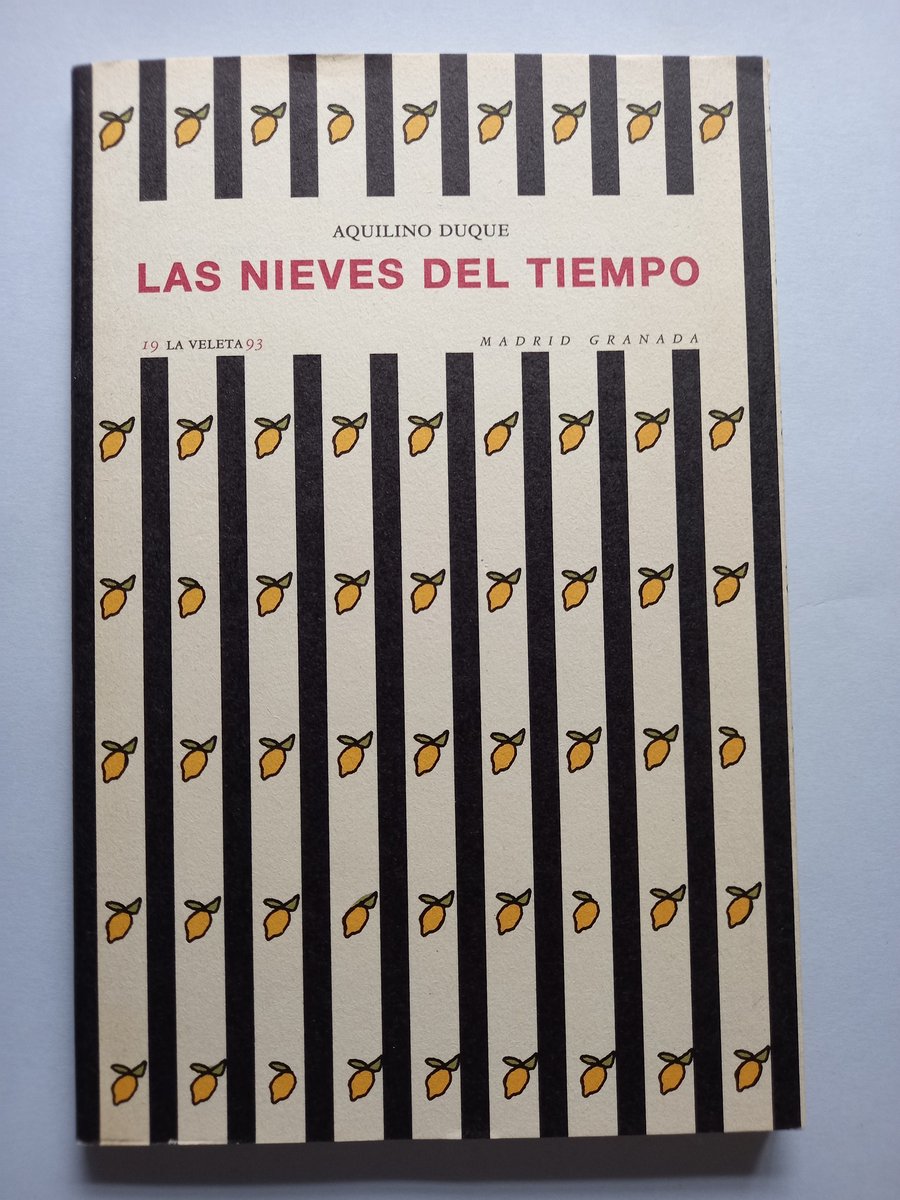 AQUILINO DUQUE
LAS NIEVES DEL TIEMPO
19 LA VELETA 93 MADRID GRANADA